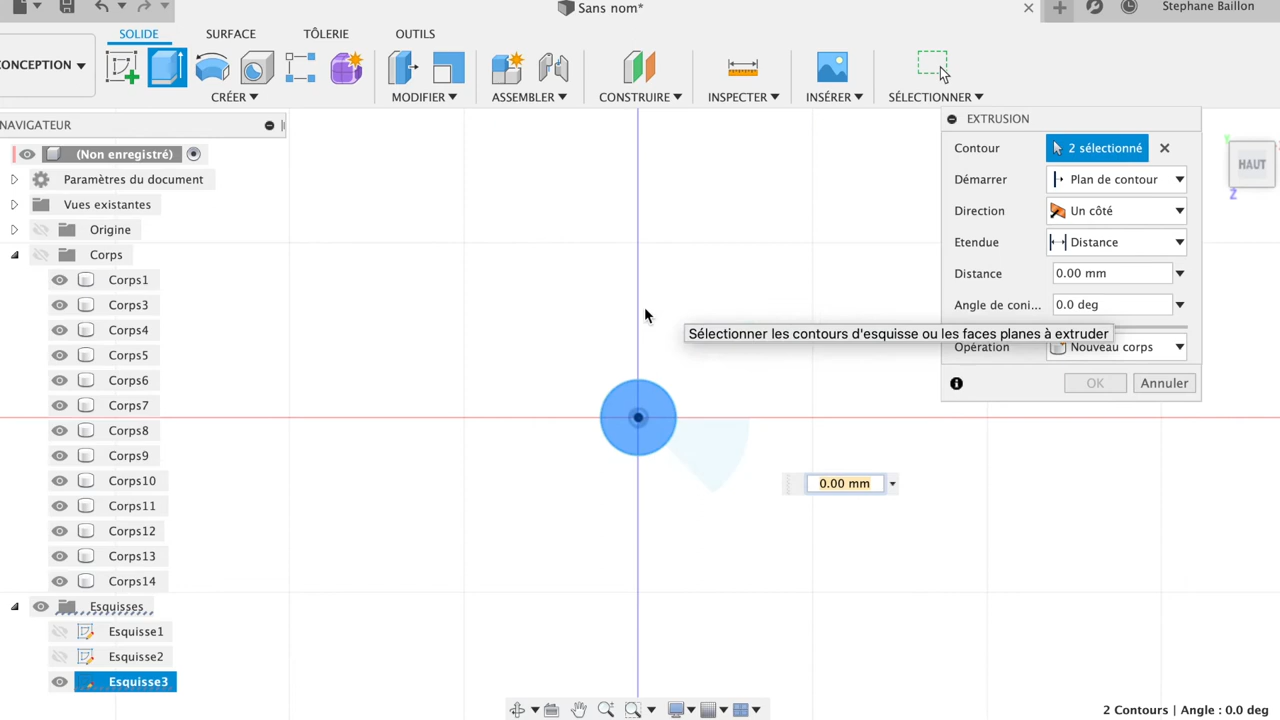 Sans nom*
Stephane Baillon
SOLIDE
SURFACE
TÔLERIE
OUTILS
ONCEPTION
CRÉER
MODIFIER
ASSEMBLER
CONSTRUIRE
INSPECTER
INSÉRER
SÉLECTIONNER
NAVIGATEUR
(Non enregistré)
Paramètres du document
Vues existantes
Origine
Corps
Corps1
Corps3
Corps4
Corps5
Corps6
Corps7
Corps8
Corps9
Corps10
Corps11
Corps12
Corps13
Corps14
Esquisses
Esquisse1
Esquisse2
Esquisse3
EXTRUSION
Contour 2 sélectionné
Démarrer Plan de contour
Direction Un côté
Etendue Distance
Distance 0.00 mm
Angle de coni... 0.0 deg
Sélectionner les contours d'esquisse ou les faces planes à extruder
Opération Nouveau corps
OK Annuler
HAUT
Y
Z
0.00 mm
2 Contours | Angle : 0.0 deg